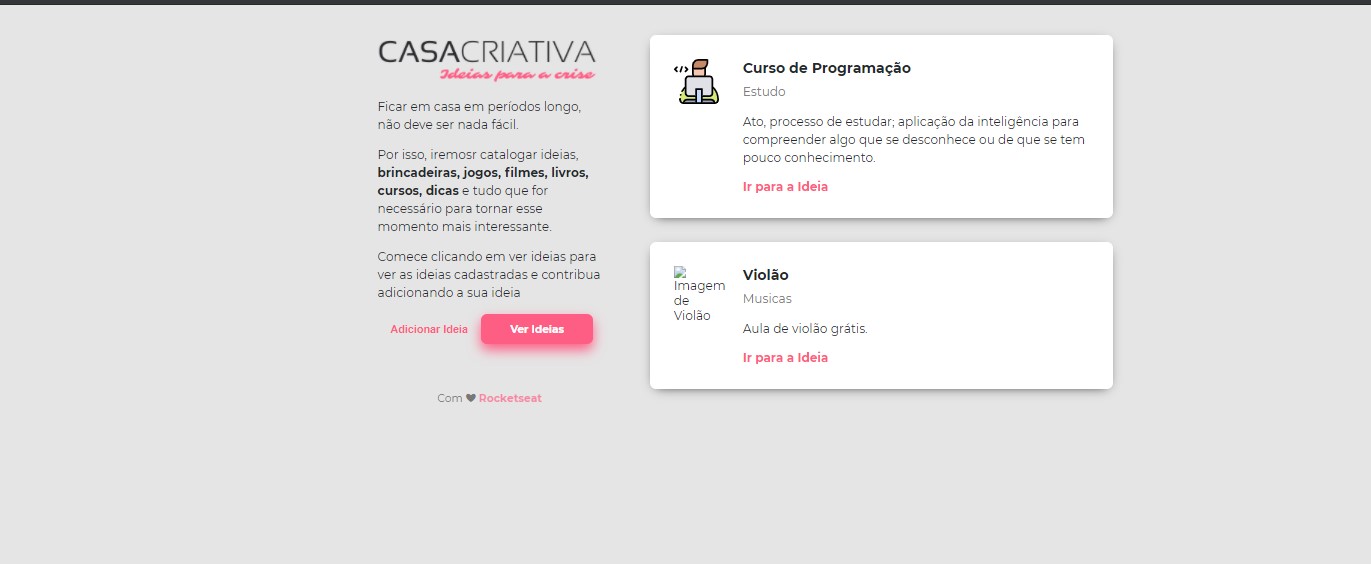 CASACRIATIVA
Ideias para a crise
Ficar em casa em períodos longo,
não deve ser nada fácil.
Por isso, iremosr catalogar ideias,
brincadeiras, jogos, filmes, livros,
cursos, dicas e tudo que for
necessário para tornar esse
momento mais interessante.
Comece clicando em ver ideias para
ver as ideias cadastradas e contribua
adicionando a sua ideia
Adicionar Ideia
Ver Ideias
Com ♥ Rocketseat
</>
Curso de Programação
Estudo
Ato, processo de estudar; aplicação da inteligência para
compreender algo que se desconhece ou de que se tem
pouco conhecimento.
Ir para a Ideia
Imagem
de
Violão
Violão
Musicas
Aula de violão grátis.
Ir para a Ideia